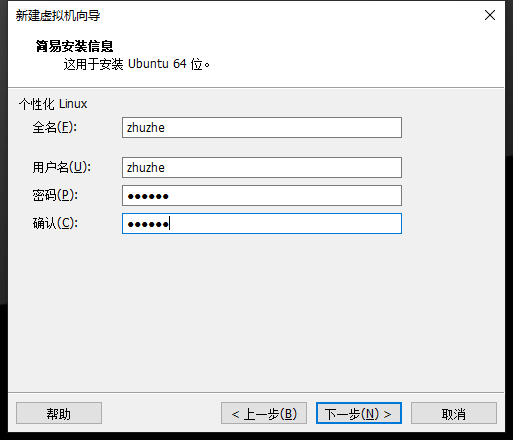 新建虚拟机向导
简易安装信息
这用于安装 Ubuntu 64 位。
个性化 Linux
全名(F): zhuzhe
用户名(U): zhuzhe
密码(P): ●●●●●●
确认(C): ●●●●●●
帮助 < 上一步(B) 下一步(N) > 取消